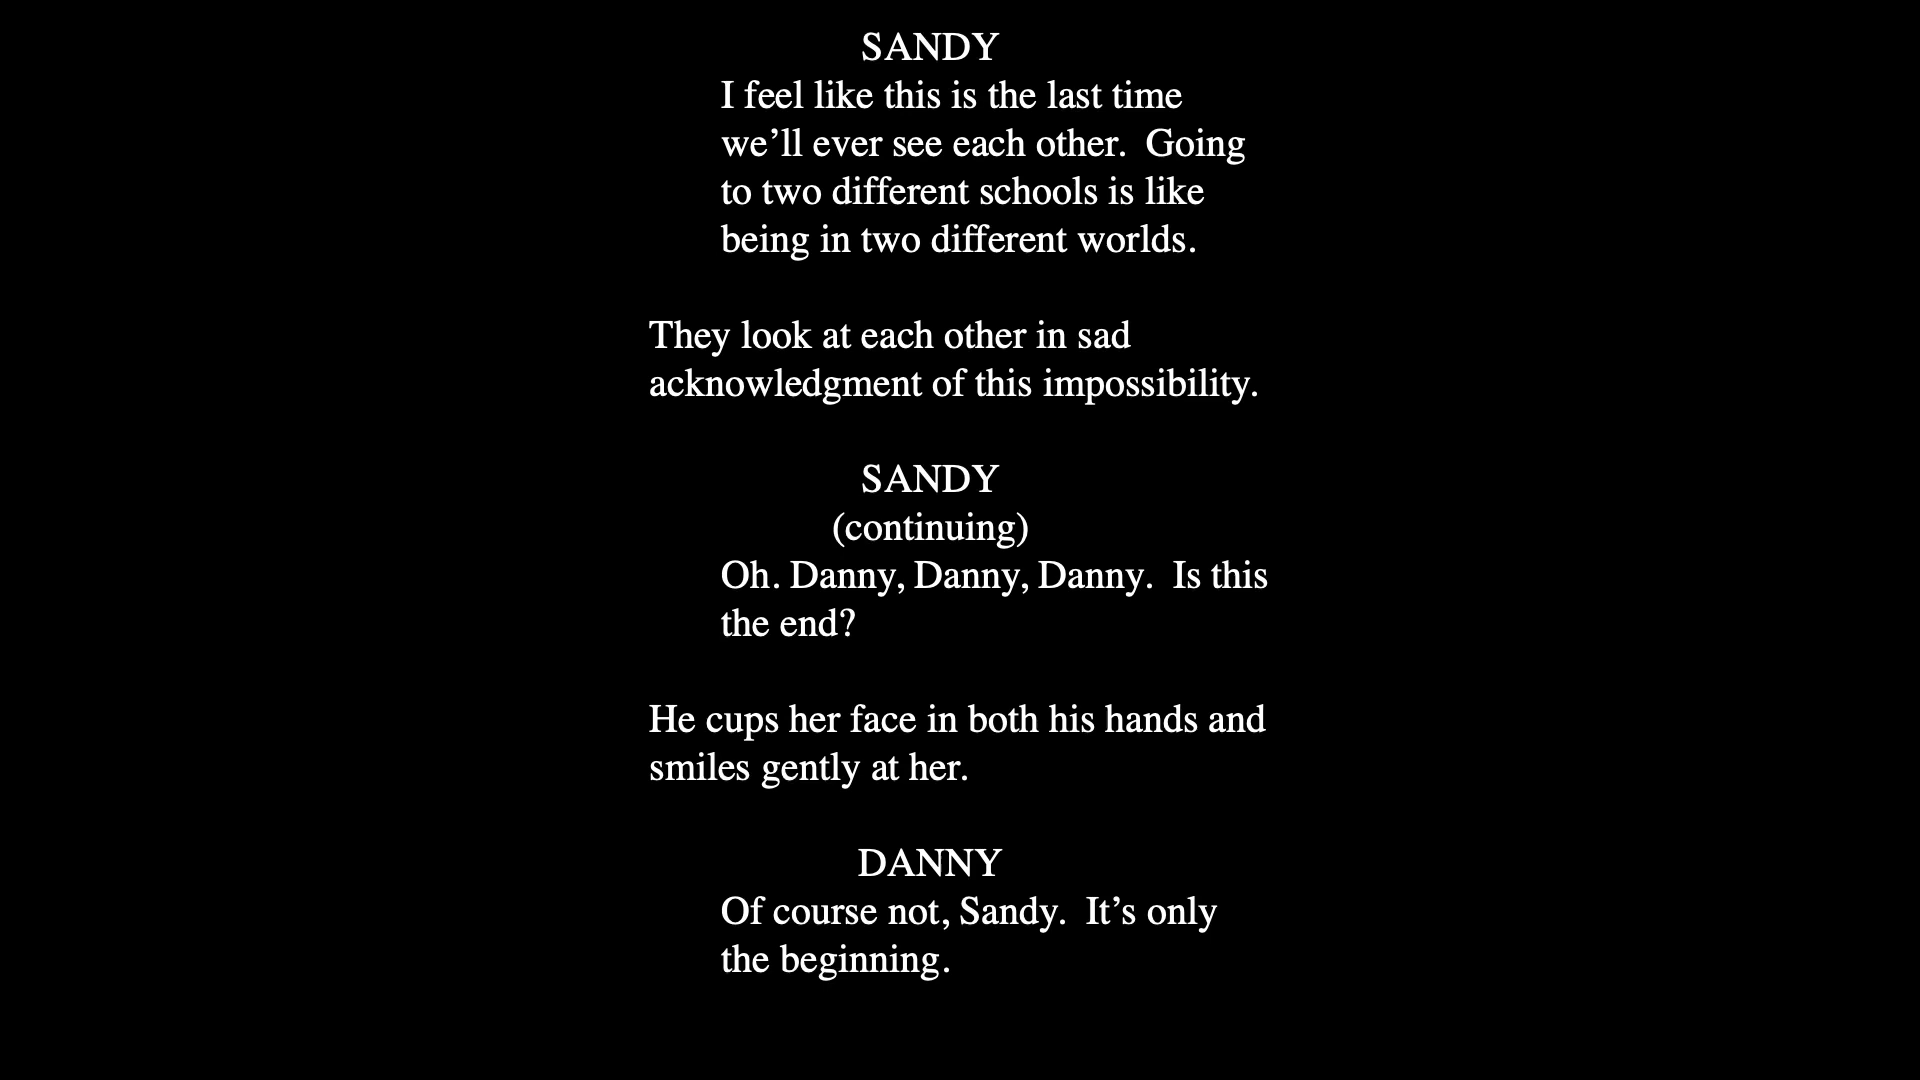 SANDY
I feel like this is the last time
we’ll ever see each other.  Going
to two different schools is like
being in two different worlds.
They look at each other in sad
acknowledgment of this impossibility.
SANDY
(continuing)
Oh. Danny, Danny, Danny.  Is this
the end?
He cups her face in both his hands and
smiles gently at her.
DANNY
Of course not, Sandy.  It’s only
the beginning.